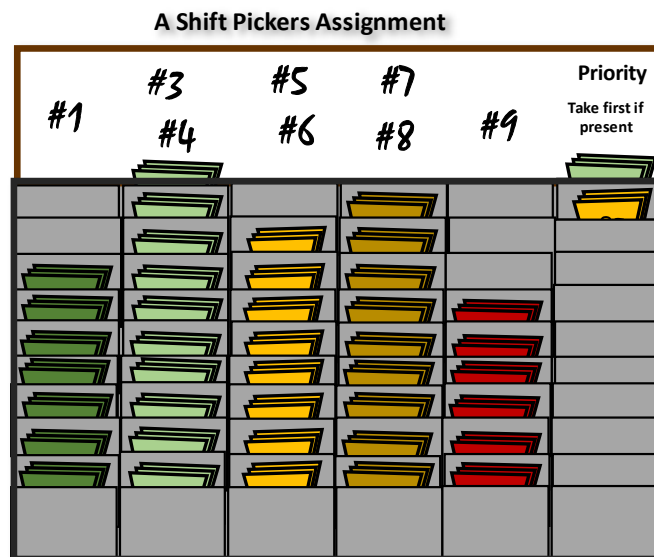 A Shift Pickers Assignment
#1
#3
#4
#5
#6
#7
#8
#9
Priority
Take first if
present